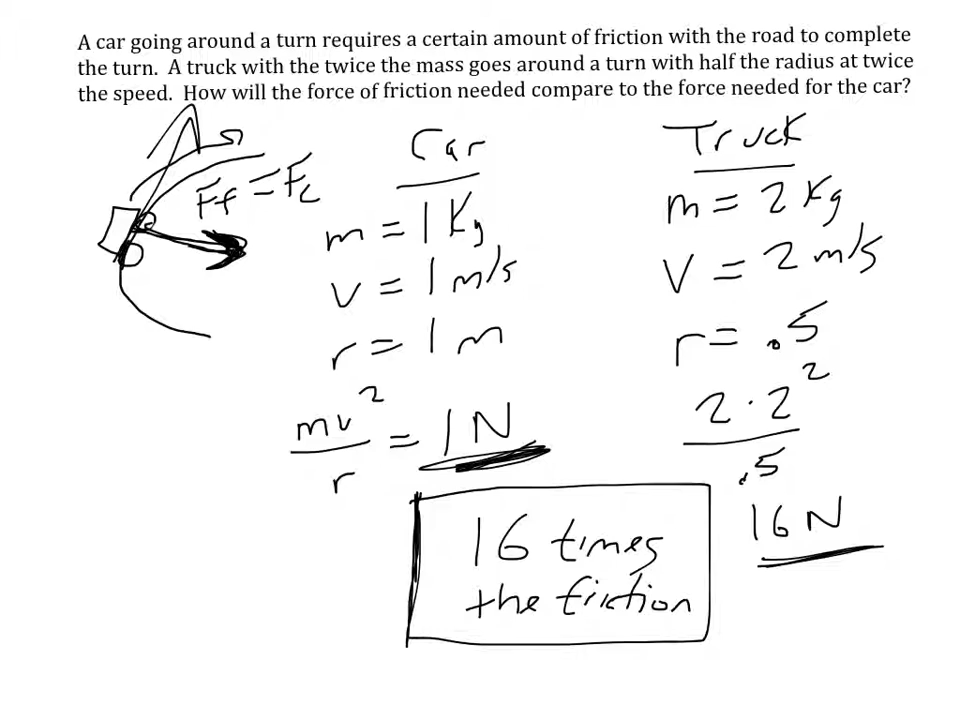 A car going around a turn requires a certain amount of friction with the road to complete
the turn. A truck with the twice the mass goes around a turn with half the radius at twice
the speed. How will the force of friction needed compare to the force needed for the car?
Ff = Fc
Car
m = 1 Kg
v = 1 m/s
r = 1 m
mv²/r = 1N
Truck
m = 2 Kg
V = 2 m/s
r = .5
2 · 2²
.5
16 N
16 times
the friction